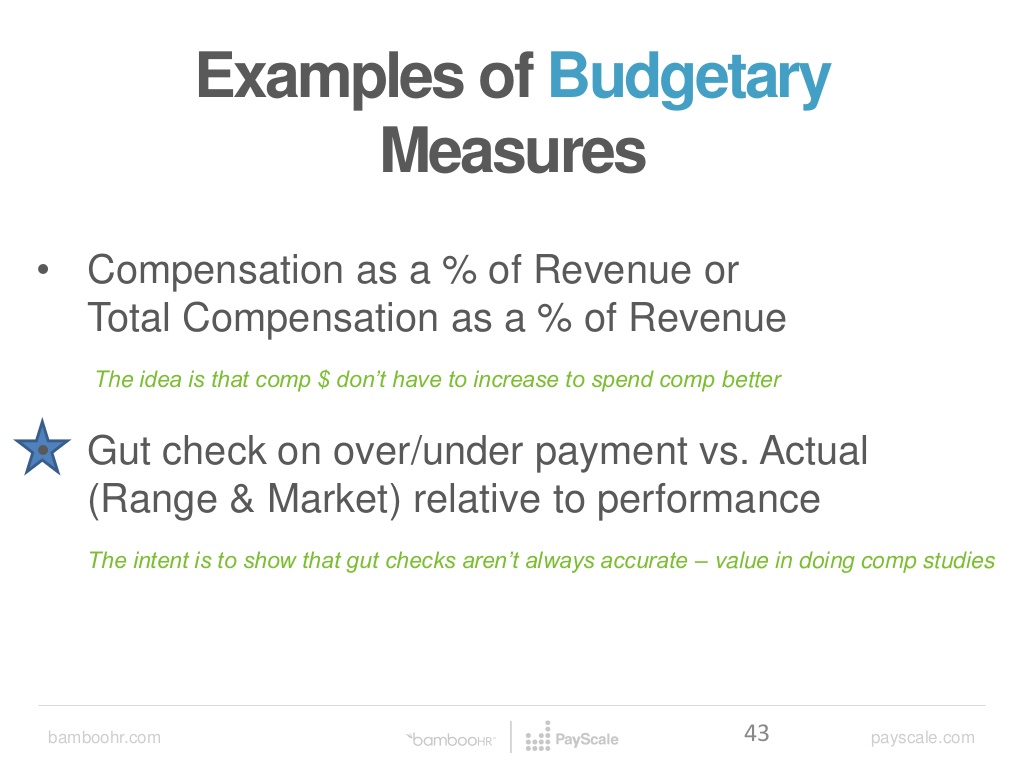 Examples of Budgetary
Measures
• Compensation as a % of Revenue or
Total Compensation as a % of Revenue
The idea is that comp $ don’t have to increase to spend comp better
• Gut check on over/under payment vs. Actual
(Range & Market) relative to performance
The intent is to show that gut checks aren’t always accurate – value in doing comp studies
bamboohr.com
bambooHR
PayScale
43
payscale.com